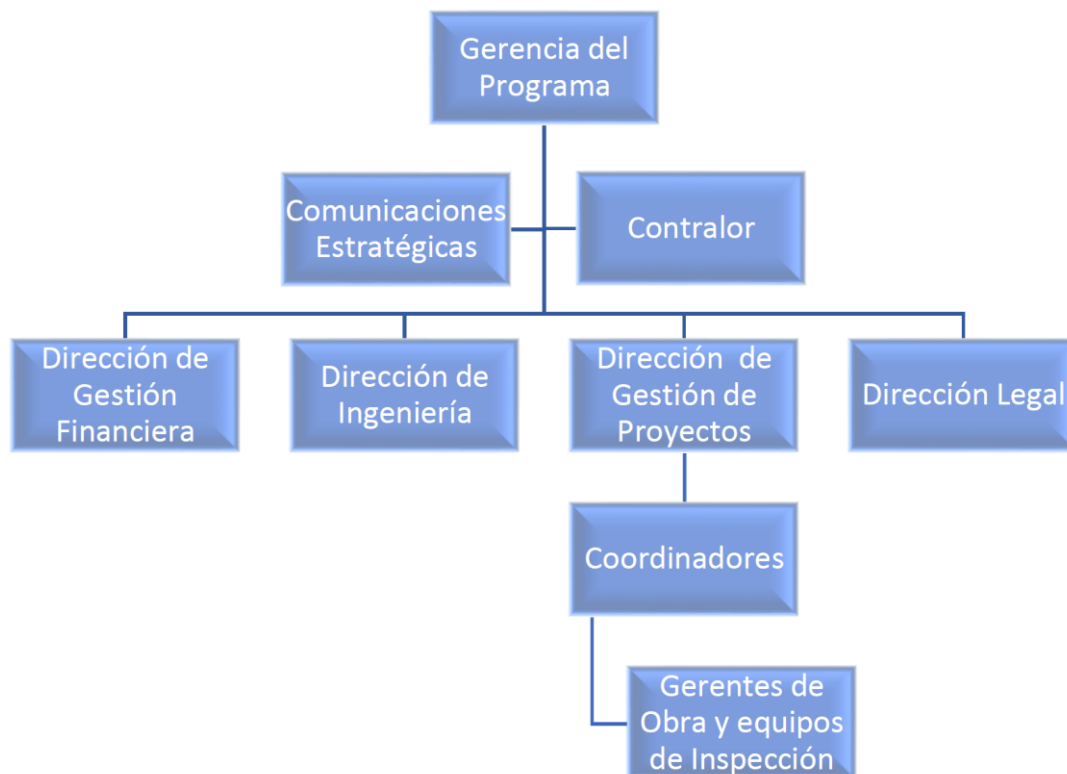 Gerencia del
Programa
Comunicaciones
Estratégicas
Contralor
Dirección de
Gestión
Financiera
Dirección de
Ingeniería
Dirección de
Gestión de
Proyectos
Dirección Legal
Coordinadores
Gerentes de
Obra y equipos
de Inspección